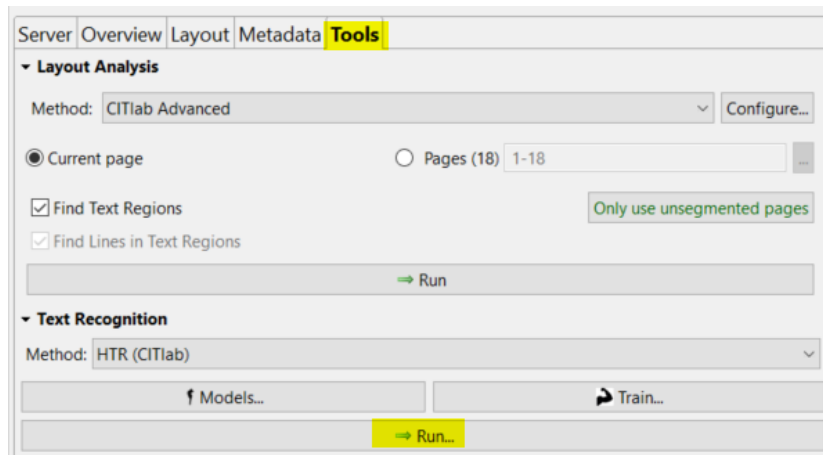 Server Overview Layout Metadata Tools
Layout Analysis
Method: CITlab Advanced Configure...
Current page Pages (18) 1-18 ...
Find Text Regions Only use unsegmented pages
Find Lines in Text Regions
⇒ Run
Text Recognition
Method: HTR (CITlab)
Models... Train...
⇒ Run...